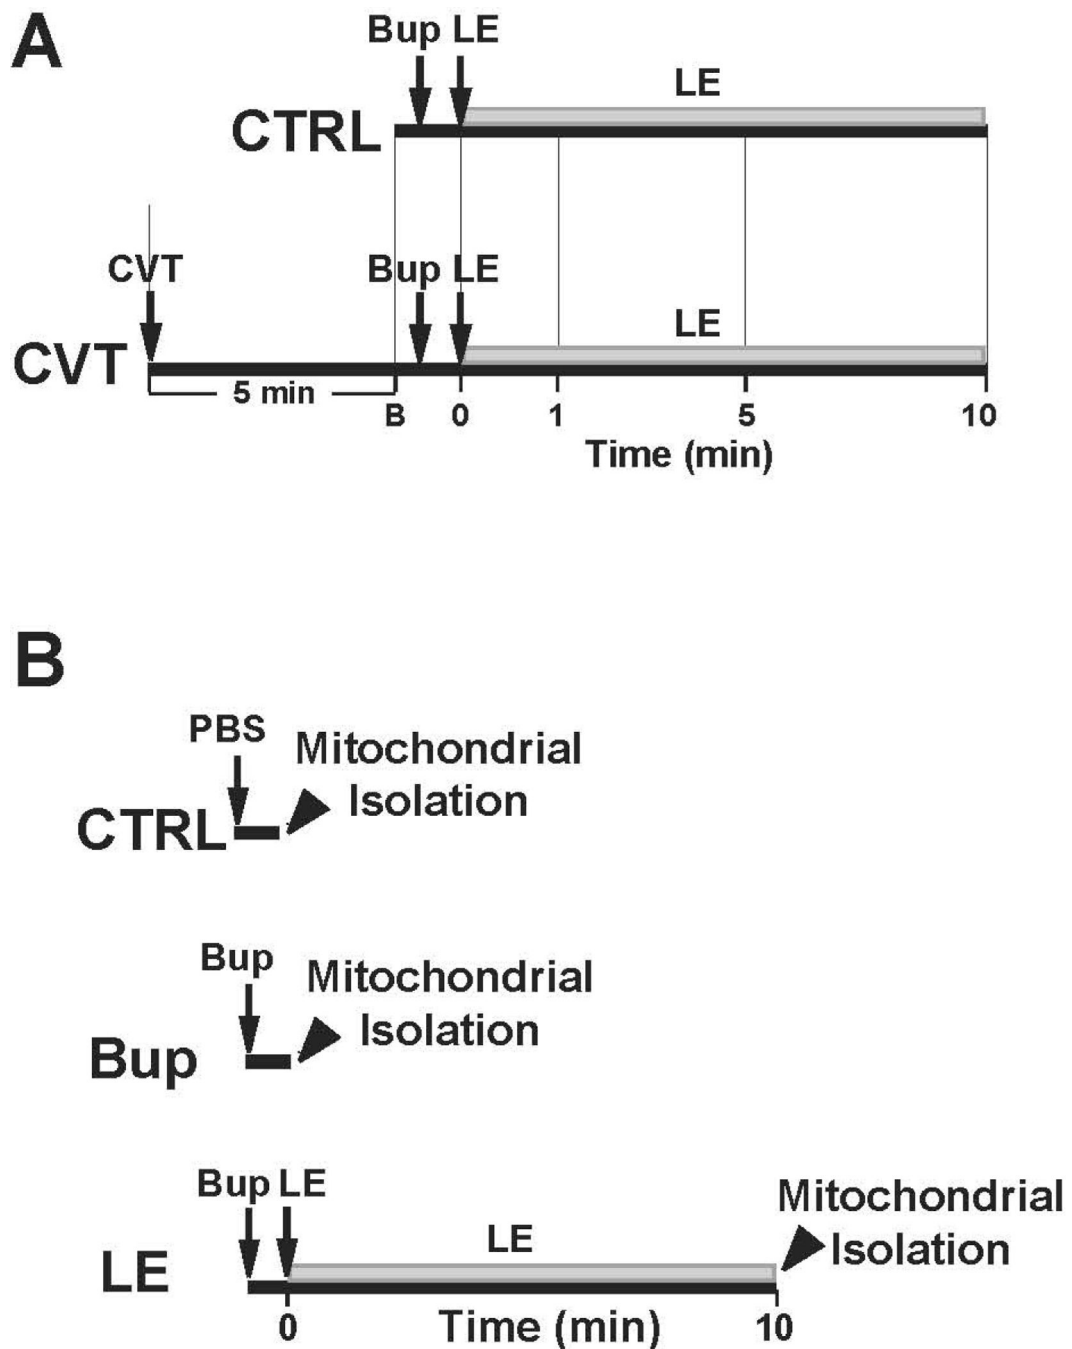 A
Bup LE
LE
CTRL
CVT
Bup LE
LE
CVT
5 min
B 0 1 5 10
Time (min)
B
PBS
Mitochondrial
Isolation
CTRL
Bup
Mitochondrial
Isolation
Bup
Bup LE
Mitochondrial
Isolation
LE
LE
0 Time (min) 10